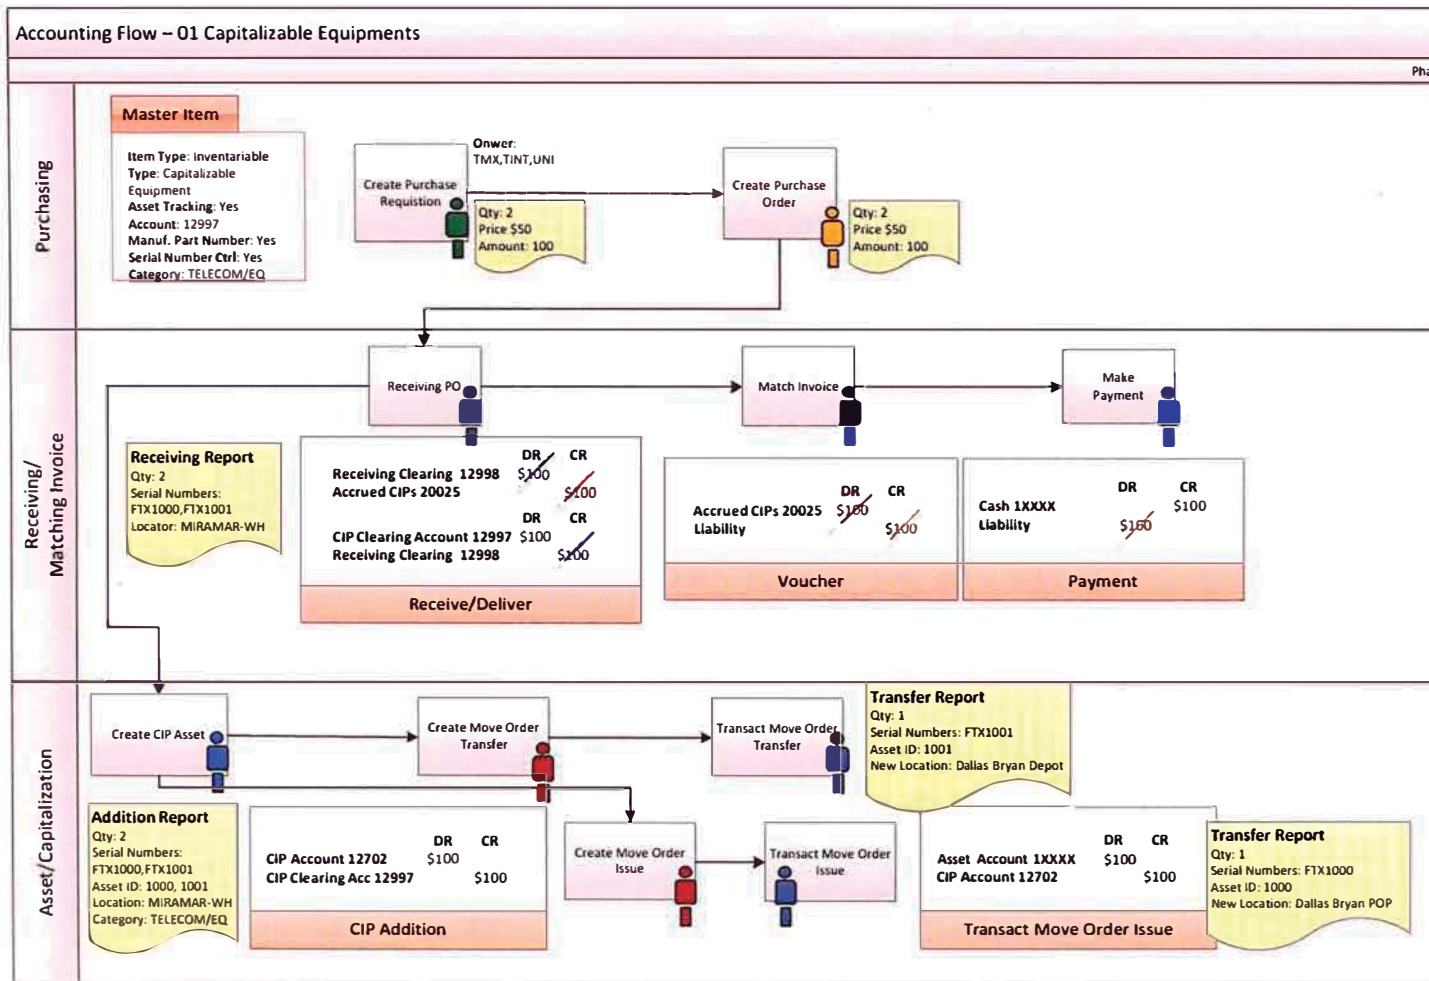 Accounting Flow – 01 Capitalizable Equipments
Pha
Purchasing
Master Item
Item Type: Inventariable
Type: Capitalizable
Equipment
Asset Tracking: Yes
Account: 12997
Manuf. Part Number: Yes
Serial Number Ctrl: Yes
Category: TELECOM/EQ
Create Purchase
Requistion
Onwer:
TMX,TINT,UNI
Qty: 2
Price $50
Amount: 100
Create Purchase
Order
Qty: 2
Price $50
Amount: 100
Receiving/
Matching Invoice
Receiving PO
Match Invoice
Make
Payment
Receiving Report
Qty: 2
Serial Numbers:
FTX1000,FTX1001
Locator: MIRAMAR-WH
DR CR
Receiving Clearing 12998 $100
Accrued CIPs 20025 $100
DR CR
CIP Clearing Account 12997 $100
Receiving Clearing 12998 $100
Receive/Deliver
DR CR
Accrued CIPs 20025 $100
Liability $100
Voucher
DR CR
Cash 1XXXX $100
Liability $100
Payment
Asset/Capitalization
Create CIP Asset
Create Move Order
Transfer
Transact Move Order
Transfer
Transfer Report
Qty: 1
Serial Numbers: FTX1001
Asset ID: 1001
New Location: Dallas Bryan Depot
Addition Report
Qty: 2
Serial Numbers:
FTX1000,FTX1001
Asset ID: 1000, 1001
Location: MIRAMAR-WH
Category: TELECOM/EQ
DR CR
CIP Account 12702 $100
CIP Clearing Acc 12997 $100
CIP Addition
Create Move Order
Issue
Transact Move Order
Issue
DR CR
Asset Account 1XXXX $100
CIP Account 12702 $100
Transact Move Order Issue
Transfer Report
Qty: 1
Serial Numbers: FTX1000
Asset ID: 1000
New Location: Dallas Bryan POP